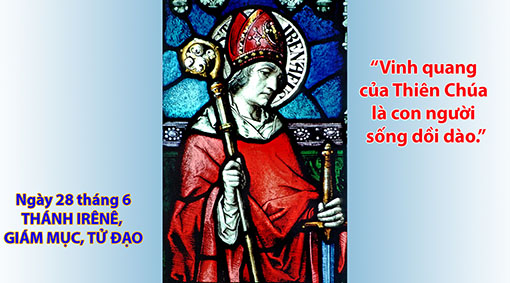 IRENAEUS
“Vinh quang
của Thiên Chúa
là con người
sống dồi dào.”
Ngày 28 tháng 6
THÁNH IRÊNÊ,
GIÁM MỤC, TỬ ĐẠO